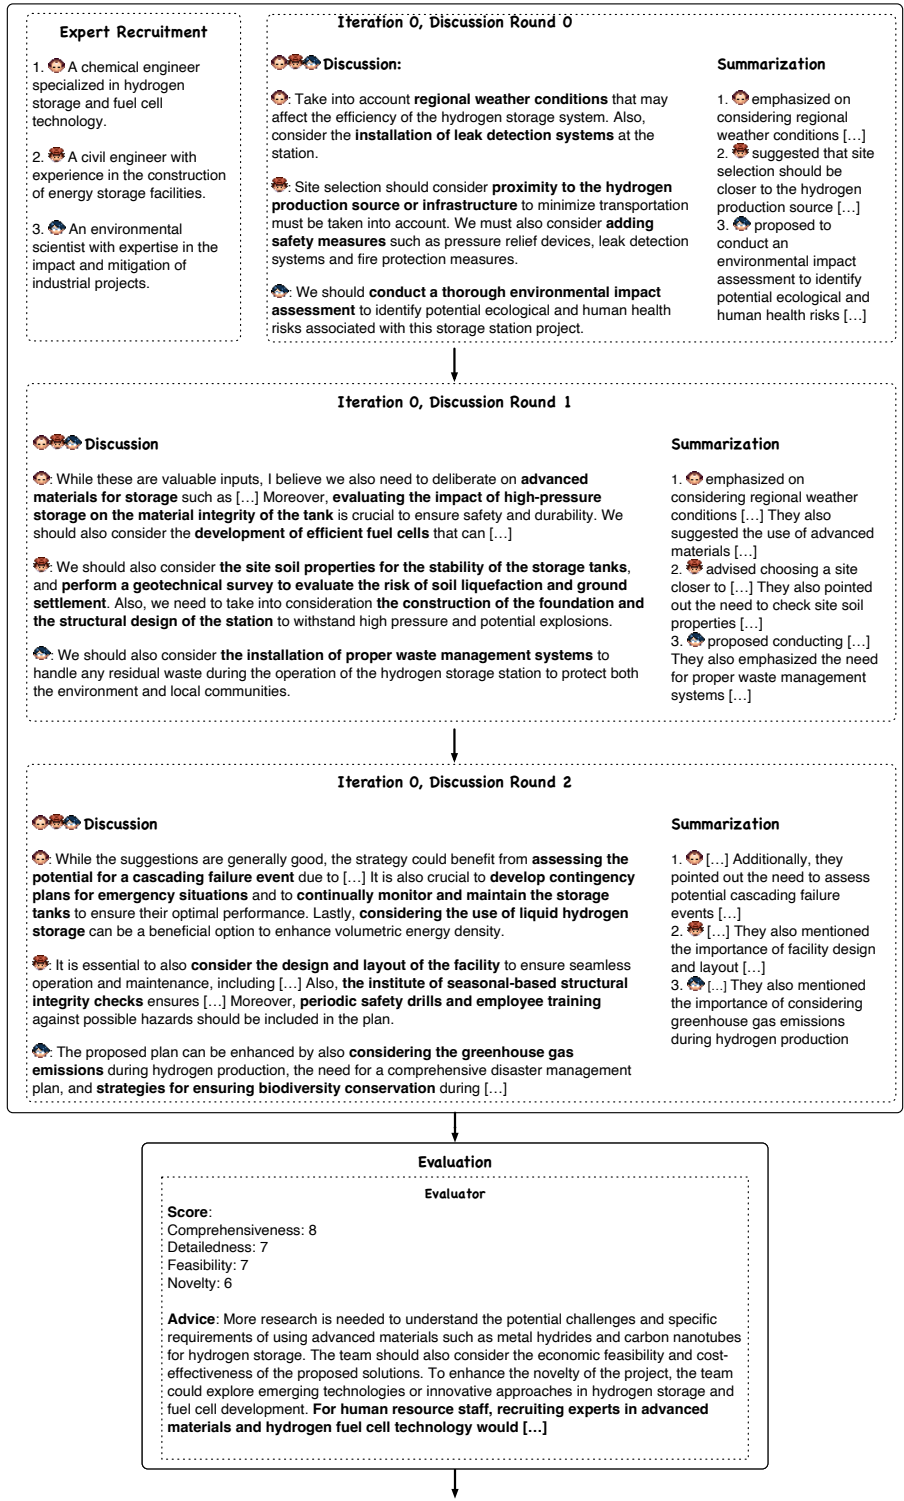 Expert Recruitment
1. A chemical engineer
specialized in hydrogen
storage and fuel cell
technology.
2. A civil engineer with
experience in the construction
of energy storage facilities.
3. An environmental
scientist with expertise in the
impact and mitigation of
industrial projects.
Iteration 0, Discussion Round 0
Discussion:
: Take into account regional weather conditions that may
affect the efficiency of the hydrogen storage system. Also,
consider the installation of leak detection systems at the
station.
: Site selection should consider proximity to the hydrogen
production source or infrastructure to minimize transportation
must be taken into account. We must also consider adding
safety measures such as pressure relief devices, leak detection
systems and fire protection measures.
: We should conduct a thorough environmental impact
assessment to identify potential ecological and human health
risks associated with this storage station project.
Summarization
1. emphasized on
considering regional
weather conditions […]
2. suggested that site
selection should be
closer to the hydrogen
production source […]
3. proposed to
conduct an
environmental impact
assessment to identify
potential ecological and
human health risks […]
Iteration 0, Discussion Round 1
Discussion
: While these are valuable inputs, I believe we also need to deliberate on advanced
materials for storage such as […] Moreover, evaluating the impact of high-pressure
storage on the material integrity of the tank is crucial to ensure safety and durability. We
should also consider the development of efficient fuel cells that can […]
: We should also consider the site soil properties for the stability of the storage tanks,
and perform a geotechnical survey to evaluate the risk of soil liquefaction and ground
settlement. Also, we need to take into consideration the construction of the foundation and
the structural design of the station to withstand high pressure and potential explosions.
: We should also consider the installation of proper waste management systems to
handle any residual waste during the operation of the hydrogen storage station to protect both
the environment and local communities.
Summarization
1. emphasized on
considering regional weather
conditions […] They also
suggested the use of advanced
materials […]
2. advised choosing a site
closer to […] They also pointed
out the need to check site soil
properties […]
3. proposed conducting […]
They also emphasized the need
for proper waste management
systems […]
Iteration 0, Discussion Round 2
Discussion
: While the suggestions are generally good, the strategy could benefit from assessing the
potential for a cascading failure event due to […] It is also crucial to develop contingency
plans for emergency situations and to continually monitor and maintain the storage
tanks to ensure their optimal performance. Lastly, considering the use of liquid hydrogen
storage can be a beneficial option to enhance volumetric energy density.
: It is essential to also consider the design and layout of the facility to ensure seamless
operation and maintenance, including […] Also, the institute of seasonal-based structural
integrity checks ensures […] Moreover, periodic safety drills and employee training
against possible hazards should be included in the plan.
: The proposed plan can be enhanced by also considering the greenhouse gas
emissions during hydrogen production, the need for a comprehensive disaster management
plan, and strategies for ensuring biodiversity conservation during […]
Summarization
1. […] Additionally, they
pointed out the need to assess
potential cascading failure
events […]
2. […] They also mentioned
the importance of facility design
and layout […]
3. […] They also mentioned
the importance of considering
greenhouse gas emissions
during hydrogen production
Evaluation
Evaluator
Score:
Comprehensiveness: 8
Detailedness: 7
Feasibility: 7
Novelty: 6
Advice: More research is needed to understand the potential challenges and specific
requirements of using advanced materials such as metal hydrides and carbon nanotubes
for hydrogen storage. The team should also consider the economic feasibility and cost-
effectiveness of the proposed solutions. To enhance the novelty of the project, the team
could explore emerging technologies or innovative approaches in hydrogen storage and
fuel cell development. For human resource staff, recruiting experts in advanced
materials and hydrogen fuel cell technology would […]